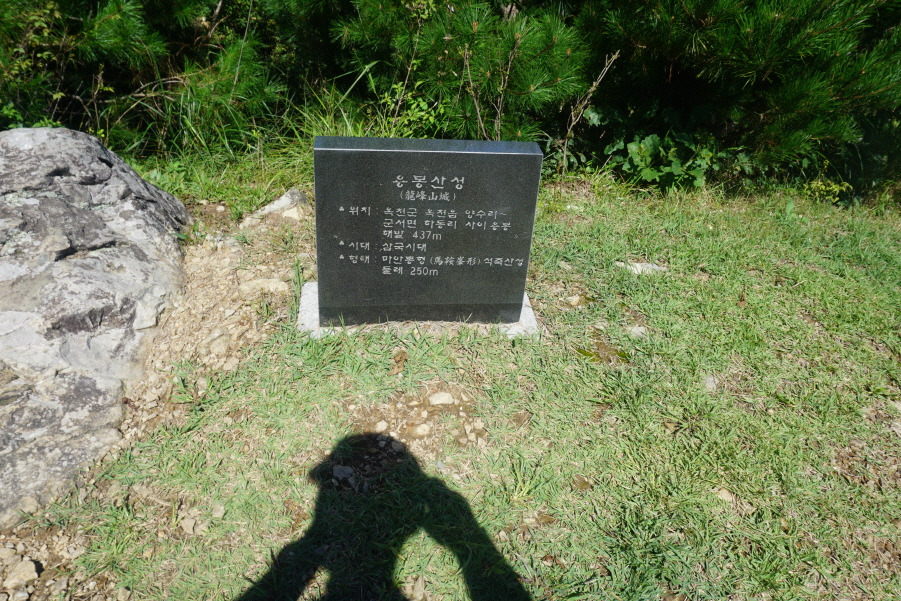 용봉산성
(龍峰山城)
* 위치 : 옥천군 옥천읍 양수리~
군서면 하동리 사이용봉
해발 437m
* 시대 : 삼국시대
* 형태 : 마안봉형 (馬鞍峯形) 석축산성
둘레 250m